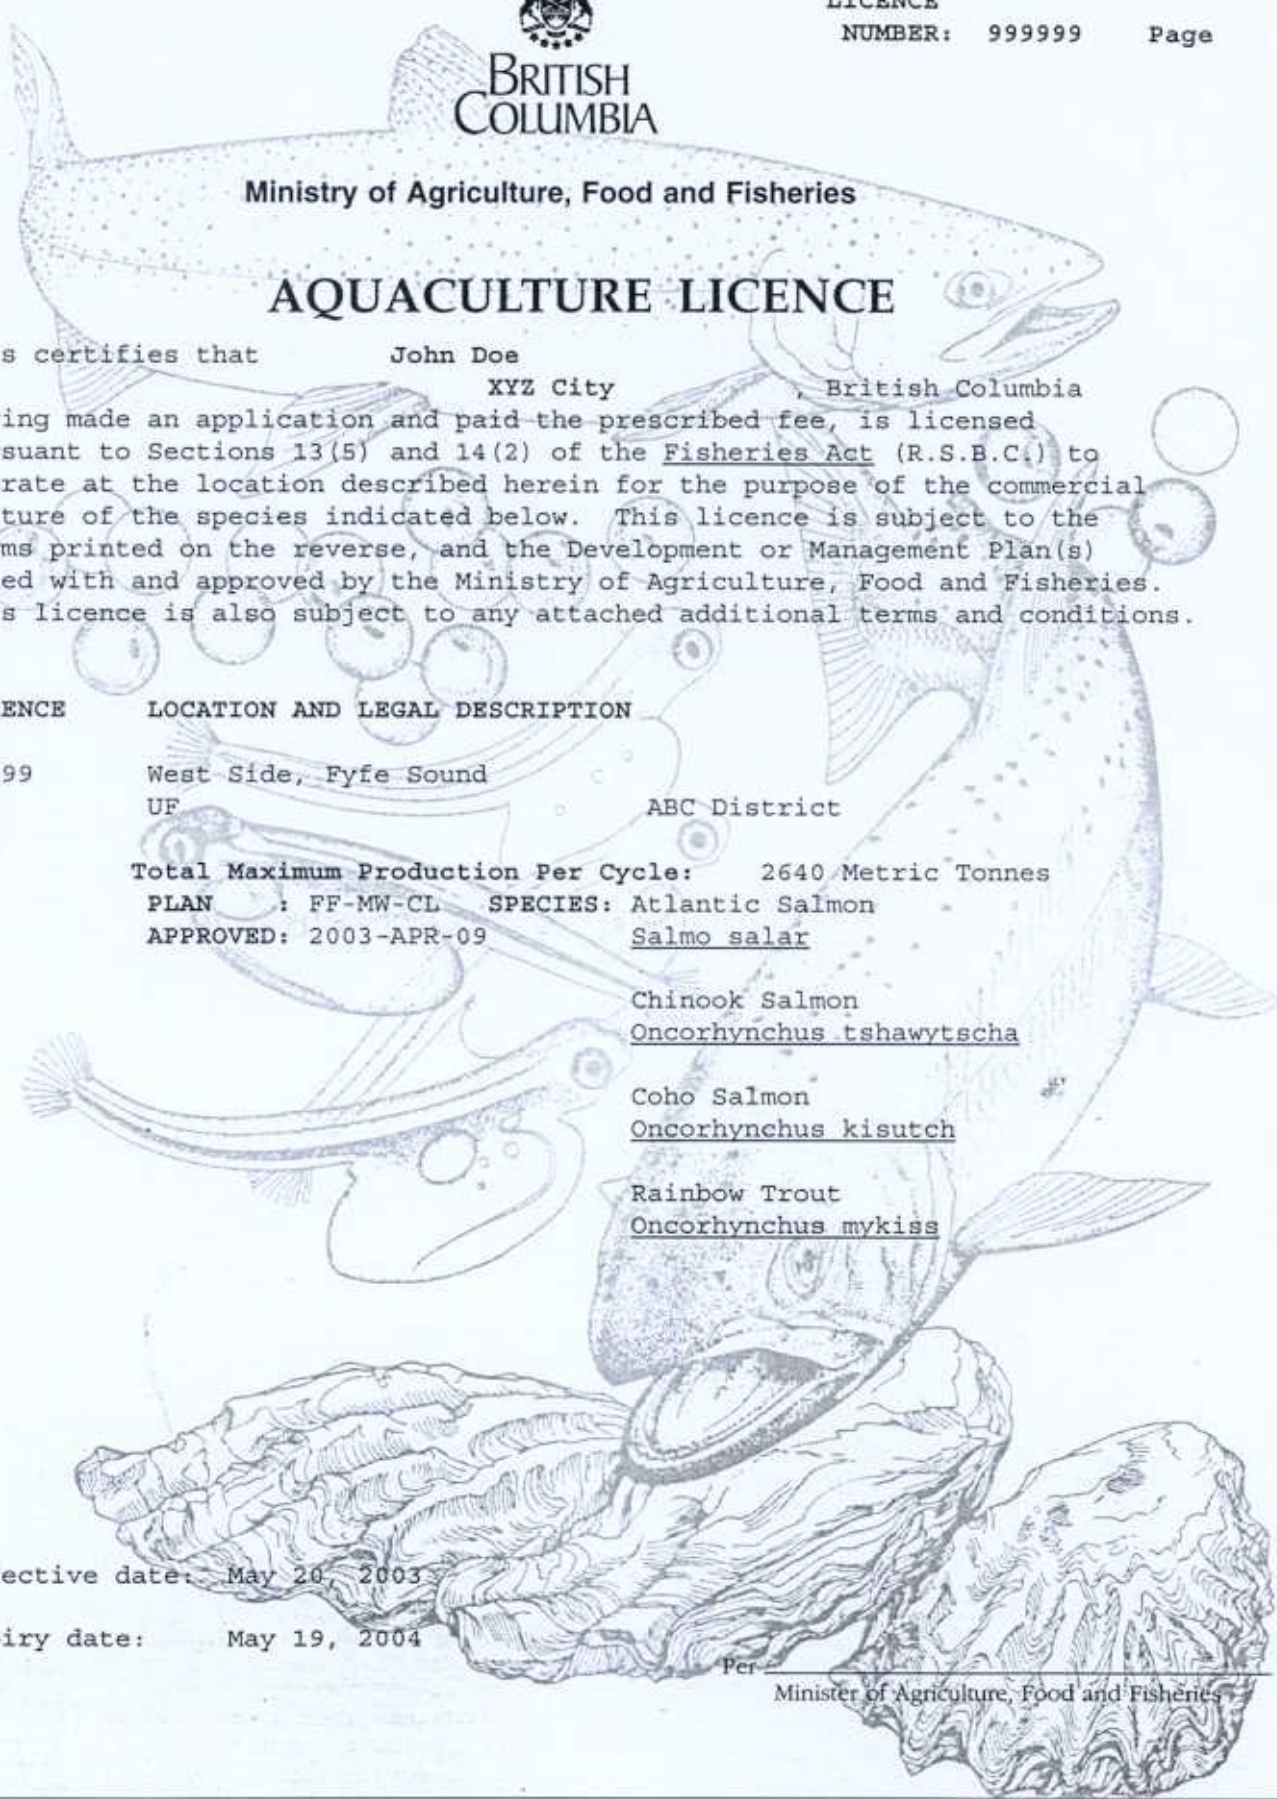 LICENCE
NUMBER: 999999 Page
BRITISH
COLUMBIA
Ministry of Agriculture, Food and Fisheries
AQUACULTURE LICENCE
s certifies that John Doe
XYZ City , British Columbia
ing made an application and paid the prescribed fee, is licensed
suant to Sections 13(5) and 14(2) of the Fisheries Act (R.S.B.C.) to
rate at the location described herein for the purpose of the commercial
ture of the species indicated below. This licence is subject to the
ms printed on the reverse, and the Development or Management Plan(s)
ed with and approved by the Ministry of Agriculture, Food and Fisheries.
s licence is also subject to any attached additional terms and conditions.
ENCE LOCATION AND LEGAL DESCRIPTION
99 West Side, Fyfe Sound
UF ABC District
Total Maximum Production Per Cycle: 2640 Metric Tonnes
PLAN : FF-MW-CL SPECIES: Atlantic Salmon
APPROVED: 2003-APR-09 Salmo salar
Chinook Salmon
Oncorhynchus tshawytscha
Coho Salmon
Oncorhynchus kisutch
Rainbow Trout
Oncorhynchus mykiss
ective date: May 20, 2003
iry date: May 19, 2004
Per
Minister of Agriculture, Food and Fisheries